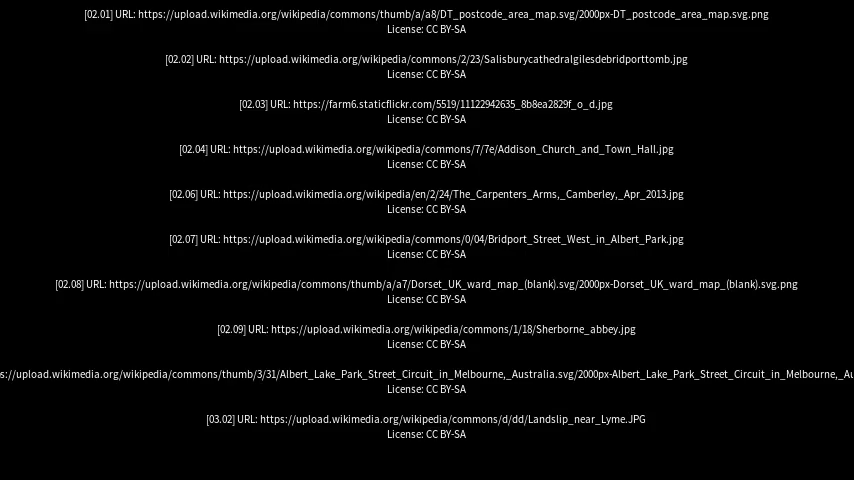 [02.01] URL: https://upload.wikimedia.org/wikipedia/commons/thumb/a/a8/DT_postcode_area_map.svg/2000px-DT_postcode_area_map.svg.png
License: CC BY-SA
[02.02] URL: https://upload.wikimedia.org/wikipedia/commons/2/23/Salisburycathedralgilesdebridporttomb.jpg
License: CC BY-SA
[02.03] URL: https://farm6.staticflickr.com/5519/11122942635_8b8ea2829f_o_d.jpg
License: CC BY-SA
[02.04] URL: https://upload.wikimedia.org/wikipedia/commons/7/7e/Addison_Church_and_Town_Hall.jpg
License: CC BY-SA
[02.06] URL: https://upload.wikimedia.org/wikipedia/en/2/24/The_Carpenters_Arms,_Camberley,_Apr_2013.jpg
License: CC BY-SA
[02.07] URL: https://upload.wikimedia.org/wikipedia/commons/0/04/Bridport_Street_West_in_Albert_Park.jpg
License: CC BY-SA
[02.08] URL: https://upload.wikimedia.org/wikipedia/commons/thumb/a/a7/Dorset_UK_ward_map_(blank).svg/2000px-Dorset_UK_ward_map_(blank).svg.png
License: CC BY-SA
[02.09] URL: https://upload.wikimedia.org/wikipedia/commons/1/18/Sherborne_abbey.jpg
License: CC BY-SA
s://upload.wikimedia.org/wikipedia/commons/thumb/3/31/Albert_Lake_Park_Street_Circuit_in_Melbourne,_Australia.svg/2000px-Albert_Lake_Park_Street_Circuit_in_Melbourne,_Au
License: CC BY-SA
[03.02] URL: https://upload.wikimedia.org/wikipedia/commons/d/dd/Landslip_near_Lyme.JPG
License: CC BY-SA